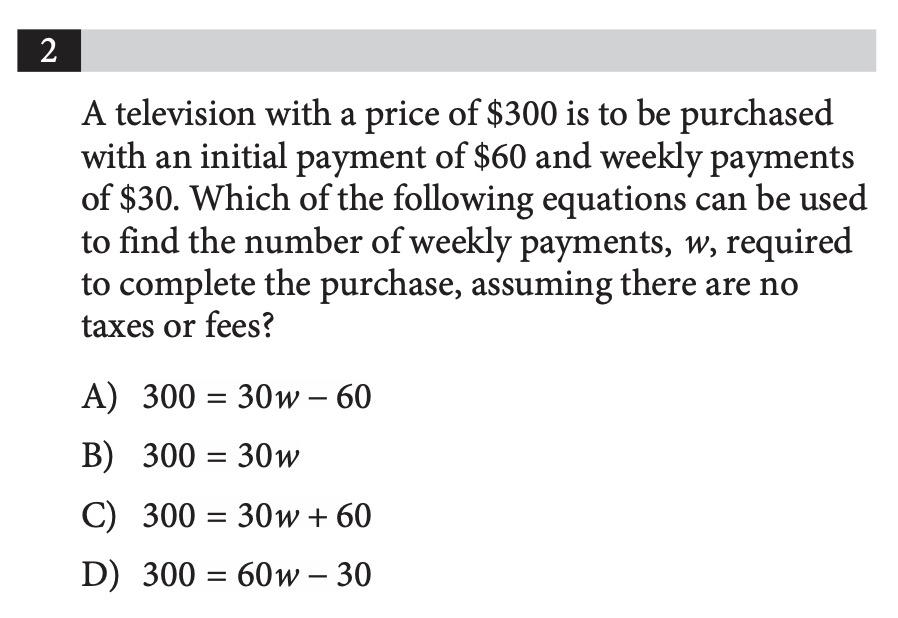 2
A television with a price of $300 is to be purchased
with an initial payment of $60 and weekly payments
of $30. Which of the following equations can be used
to find the number of weekly payments, w, required
to complete the purchase, assuming there are no
taxes or fees?
A) 300 = 30w – 60
B) 300 = 30w
C) 300 = 30w + 60
D) 300 = 60w – 30